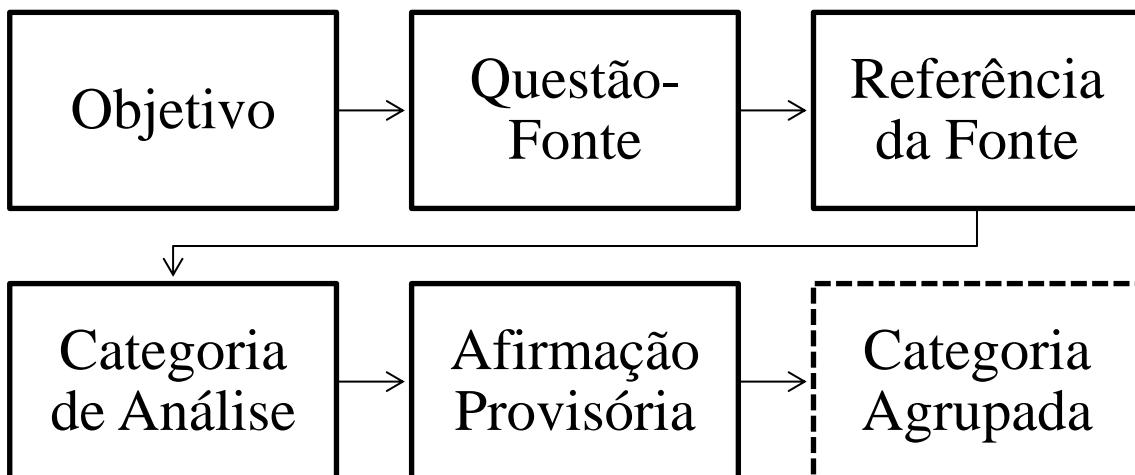 Objetivo
Questão-
Fonte
Referência
da Fonte
Categoria
de Análise
Afirmação
Provisória
Categoria
Agrupada